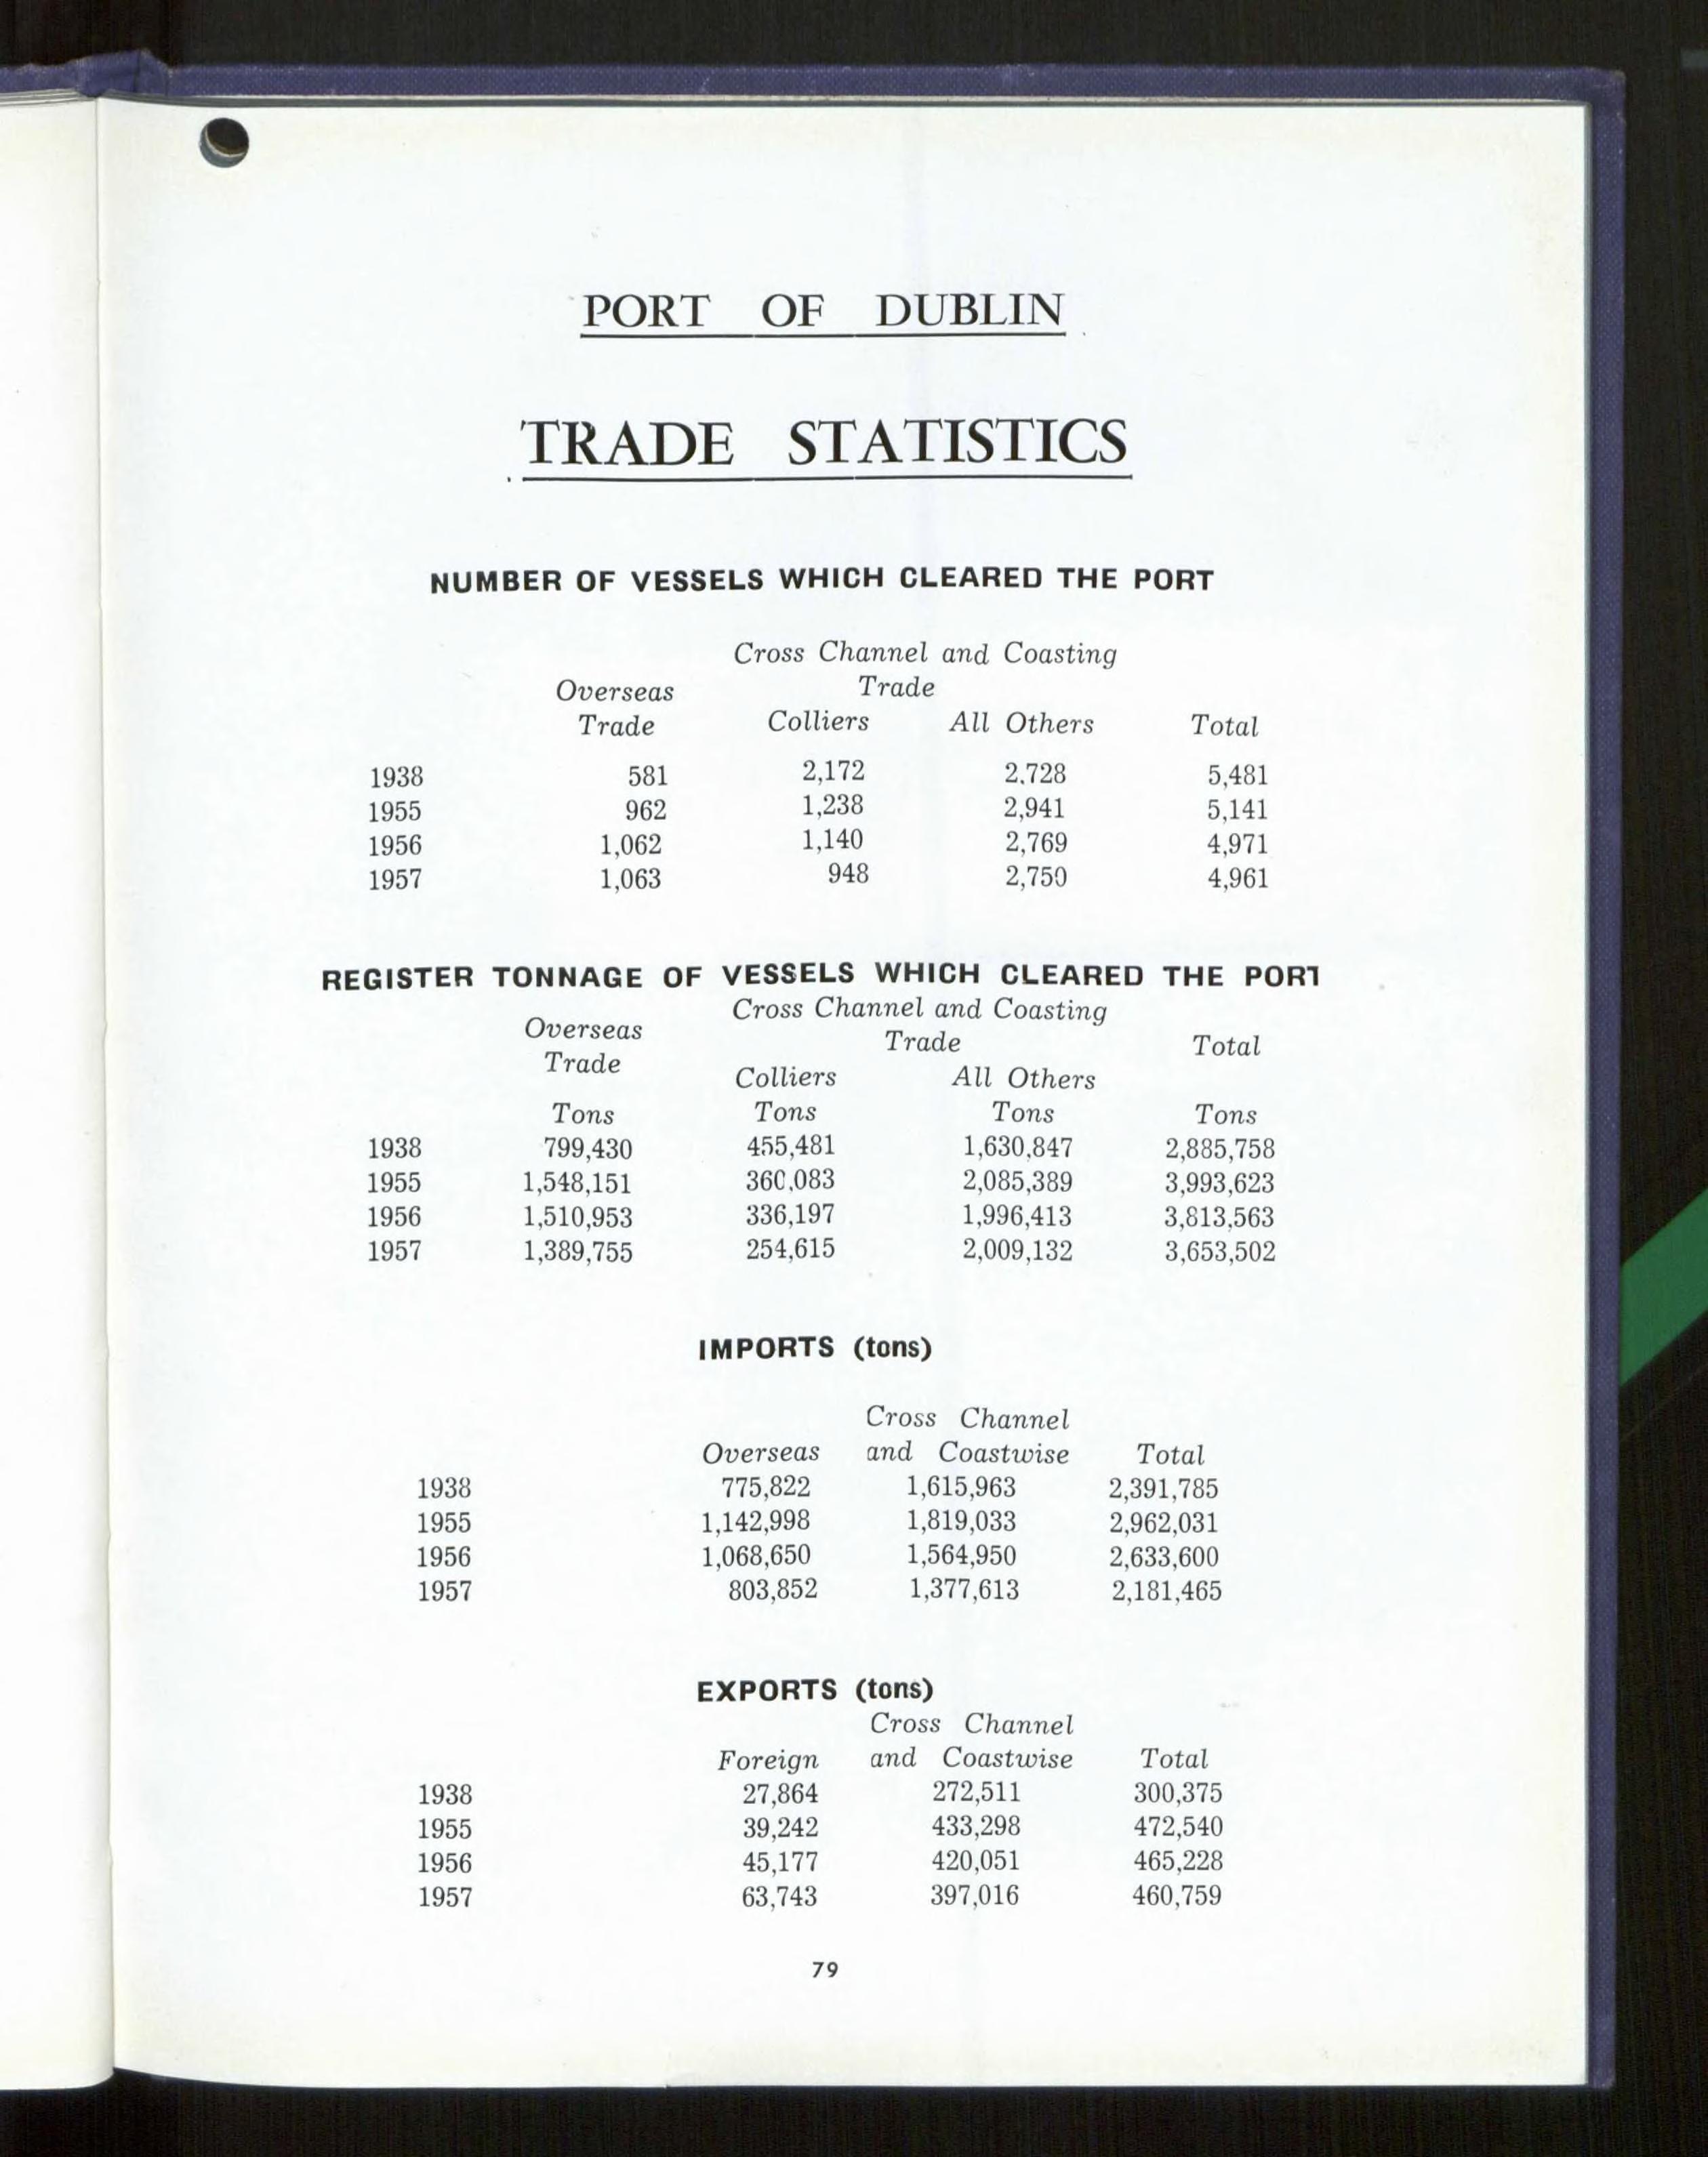 PORT OF DUBLIN
TRADE STATISTICS
NUMBER OF VESSELS WHICH CLEARED THE PORT
Cross Channel and Coasting
Overseas Trade
Trade Colliers All Others Total
1938 581 2,172 2.728 5,481
1955 962 1,238 2,941 5,141
1956 1,062 1,140 2,769 4,971
1957 1,063 948 2,750 4,961
REGISTER TONNAGE OF VESSELS WHICH CLEARED THE PORT
Cross Channel and Coasting
Overseas Trade Total
Trade
Colliers All Others
Tons Tons Tons Tons
1938 799,430 455,481 1,630,847 2,885,758
1955 1,548,151 360,083 2,085,389 3,993,623
1956 1,510,953 336,197 1,996,413 3,813,563
1957 1,389,755 254,615 2,009,132 3,653,502
IMPORTS (tons)
Cross Channel
Overseas and Coastwise Total
1938 775,822 1,615,963 2,391,785
1955 1,142,998 1,819,033 2,962,031
1956 1,068,650 1,564,950 2,633,600
1957 803,852 1,377,613 2,181,465
EXPORTS (tons)
Cross Channel
Foreign and Coastwise Total
1938 27,864 272,511 300,375
1955 39,242 433,298 472,540
1956 45,177 420,051 465,228
1957 63,743 397,016 460,759
79